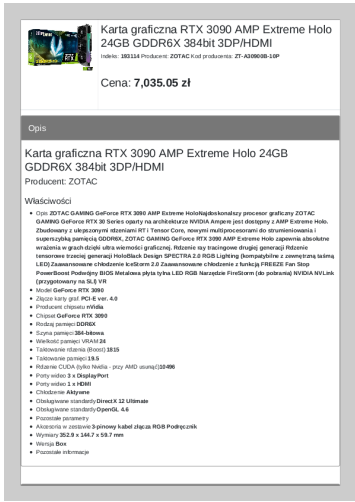 Karta graficzna RTX 3090 AMP Extreme Holo
24GB GDDR6X 384bit 3DP/HDMI
Indeks: 193114 Producent: ZOTAC Kod producenta: ZT-A30900B-10P
Cena: 7,035.05 zł
Opis
Karta graficzna RTX 3090 AMP Extreme Holo 24GB
GDDR6X 384bit 3DP/HDMI
Producent: ZOTAC
Właściwości
Opis ZOTAC GAMING GeForce RTX 3090 AMP Extreme HoloNajdoskonalszy procesor graficzny ZOTAC
GAMING GeForce RTX 30 Series oparty na architekturze NVIDIA Ampere jest dostępny z AMP Extreme Holo.
Zbudowany z ulepszonymi rdzeniami RT i Tensor Core, nowymi multiprocesorami do strumieniowania i
superszybką pamięcią GDDR6X, ZOTAC GAMING GeForce RTX 3090 AMP Extreme Holo zapewnia absolutne
wrażenia w grach dzięki ultra wierności graficznej. Rdzenie rsy tracingowe drugiej generacji Rdzenie
tensorowe trzeciej generacji HoloBlack Design SPECTRA 2.0 RGB Lighting (kompatybilne z zewnętrzną taśmą
LED) Zaawansowane chłodzenie IceStorm 2.0 Zaawansowane chłodzenie z funkcją FREEZE Fan Stop
PowerBoost Podwójny BIOS Metalowa płyta tylna LED RGB Narzędzie FireStorm (do pobrania) NVIDIA NVLink
(przygotowany na SLI) VR
Model GeForce RTX 3090
Złącze karty graf. PCI-E ver. 4.0
Producent chipsetu nVidia
Chipset GeForce RTX 3090
Rodzaj pamięci DDR6X
Szyna pamięci 384-bitowa
Wielkość pamięci VRAM 24
Taktowanie rdzenia (Boost) 1815
Taktowanie pamięci 19.5
Rdzenie CUDA (tylko Nvidia - przy AMD usunąć)10496
Porty wideo 3 x DisplayPort
Porty wideo 1 x HDMI
Chłodzenie Aktywne
Obsługiwane standardy DirectX 12 Ultimate
Obsługiwane standardy OpenGL 4.6
Pozostałe parametry
Akcesoria w zestawie 3-pinowy kabel złącza RGB Podręcznik
Wymiary 352.9 x 144.7 x 59.7 mm
Wersja Box
Pozostałe informacje